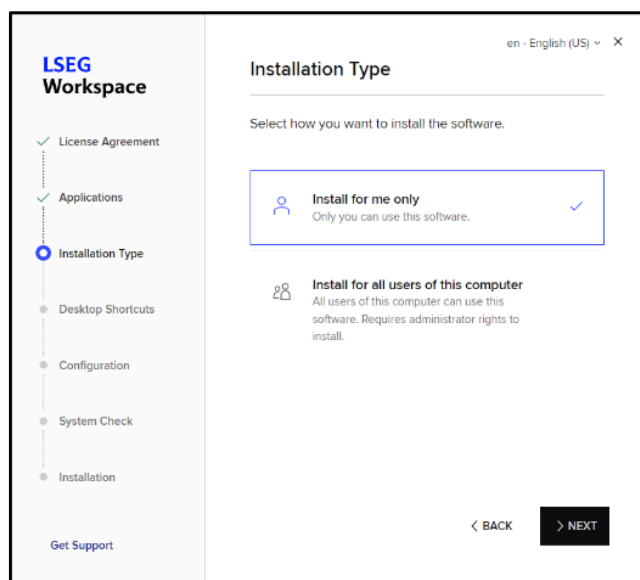 LSEG
Workspace
License Agreement
Applications
Installation Type
Desktop Shortcuts
Configuration
System Check
Installation
Get Support
en - English (US)
Installation Type
Select how you want to install the software.
Install for me only
Only you can use this software.
Install for all users of this computer
All users of this computer can use this
software. Requires administrator rights to
install.
BACK
NEXT